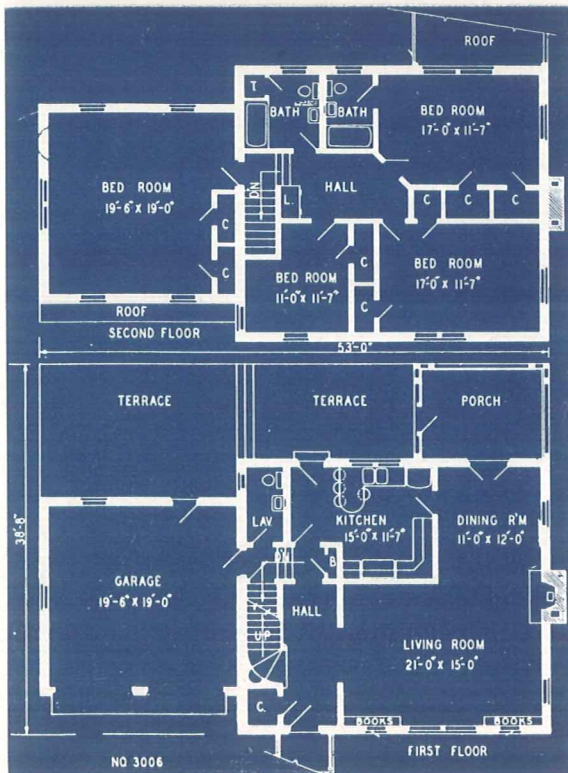 ROOF
T.
BATH
BATH
BED ROOM
17'-0" X 11'-7"
BED ROOM
19'-6" X 19'-0"
DN
L.
HALL
C
C
C
C
C
C
C
BED ROOM
11'-0" X 11'-7"
BED ROOM
17'-0" X 11'-7"
ROOF
SECOND FLOOR
53'-0"
TERRACE
TERRACE
PORCH
38'-8"
LAV
KITCHEN
15'-0" X 11'-7"
DINING R'M
11'-0" X 12'-0"
GARAGE
19'-6" X 19'-0"
B
HALL
UP
LIVING ROOM
21'-0" X 15'-0"
C.
BOOKS
BOOKS
NO 3006
FIRST FLOOR